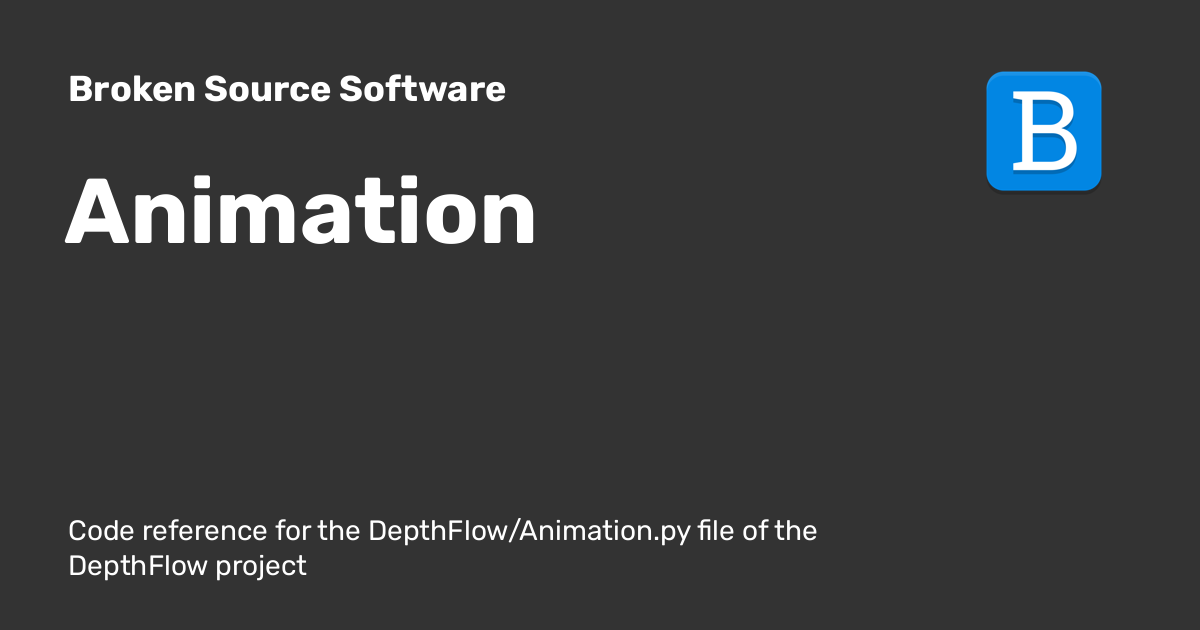 Broken Source Software
B
Animation
Code reference for the DepthFlow/Animation.py file of the
DepthFlow project